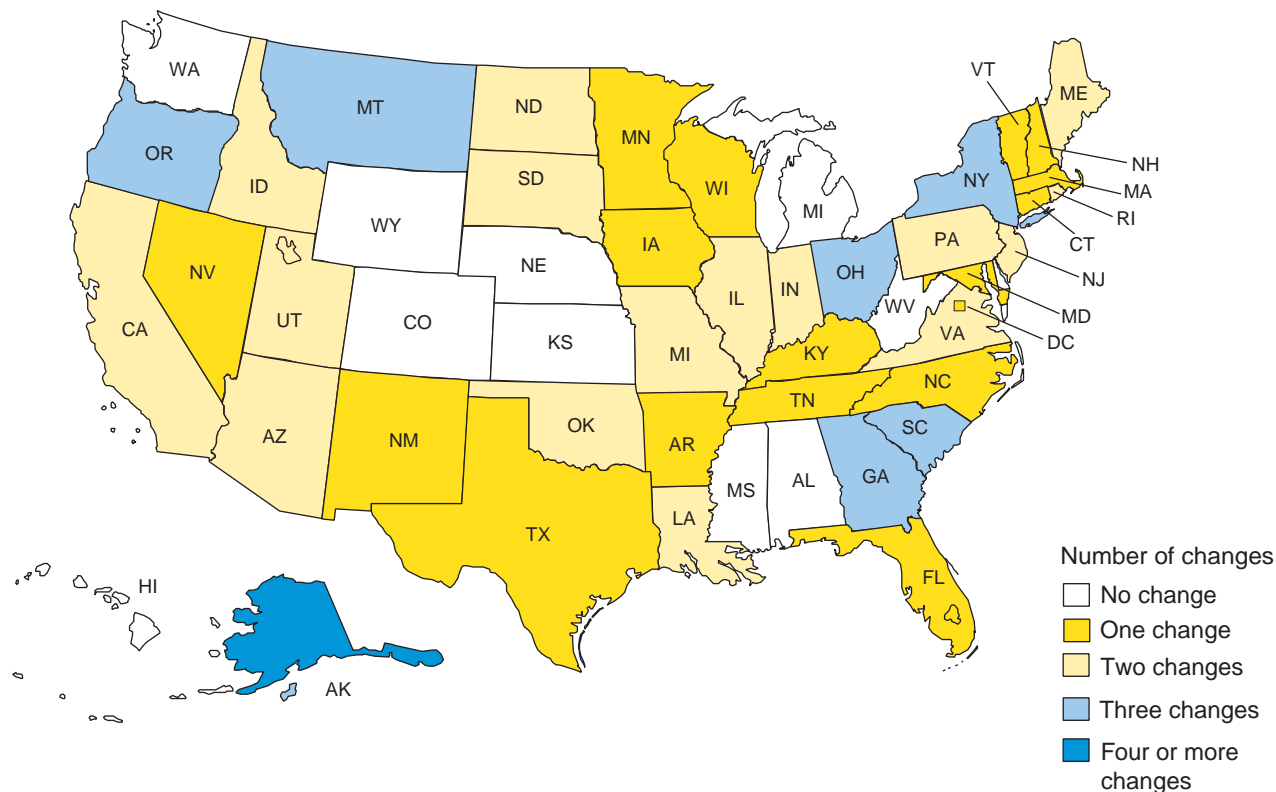 WA
MT
ND
MN
VT
ME
OR
ID
SD
WI
MI
NY
NH
MA
RI
CT
WY
IA
PA
NJ
NV
NE
IL
IN
OH
WV
MD
DC
CA
UT
CO
KS
MI
KY
VA
NC
TN
AZ
NM
OK
AR
SC
MS
AL
GA
LA
TX
FL
HI
AK
Number of changes
No change
One change
Two changes
Three changes
Four or more
changes